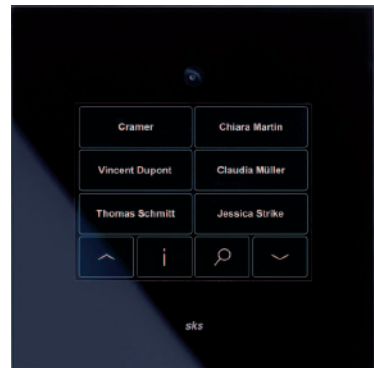 Cramer Chiara Martin
Vincent Dupont Claudia Müller
Thomas Schmitt Jessica Strike
i
sks